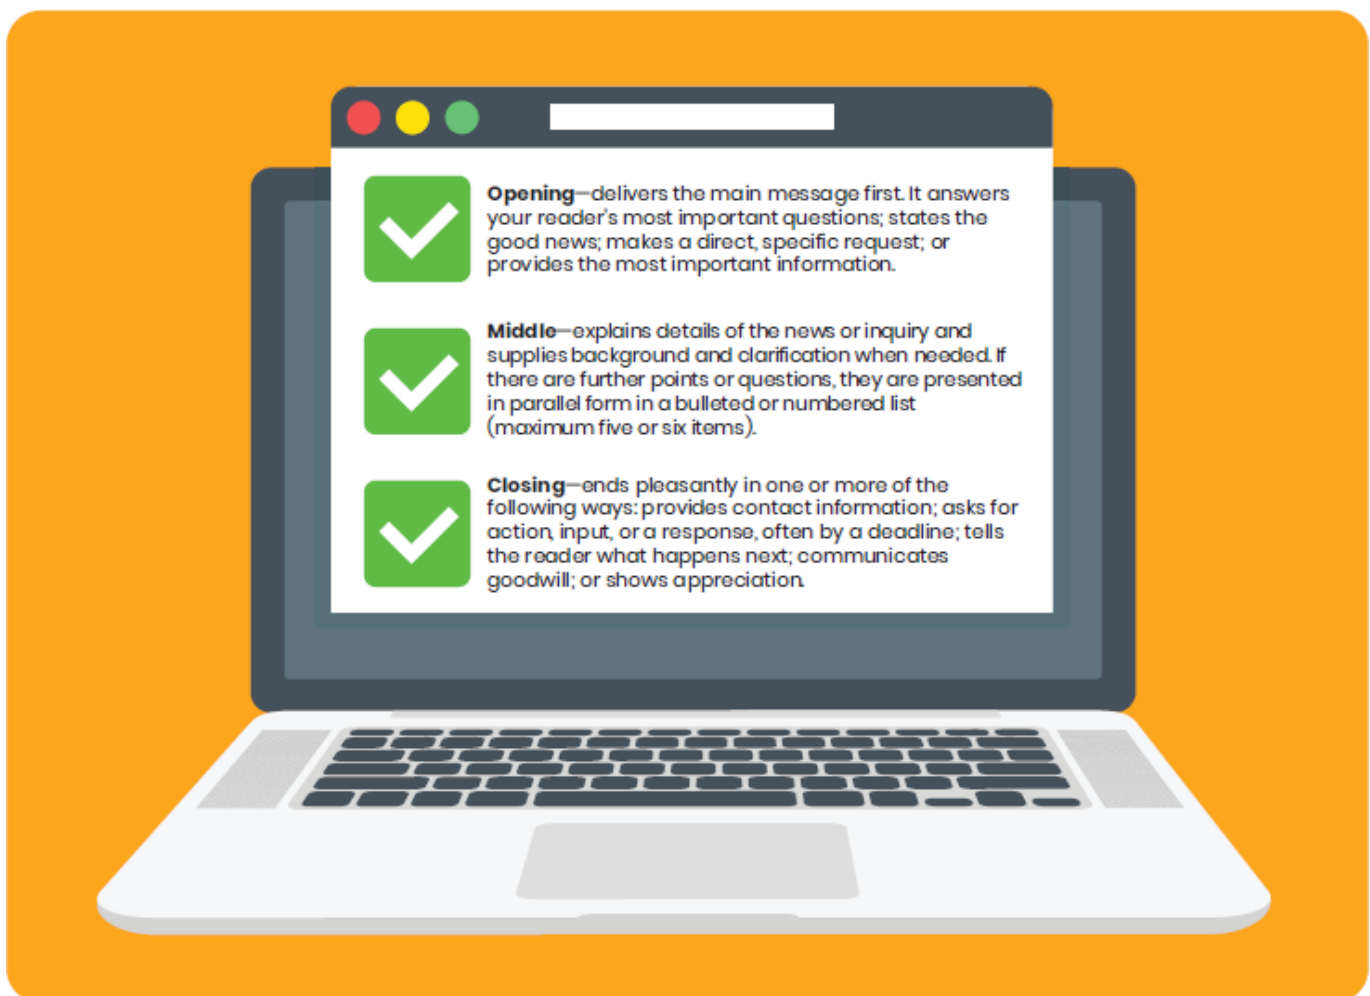 Opening—delivers the main message first. It answers
your reader's most important questions; states the
good news; makes a direct, specific request; or
provides the most important information.
Middle—explains details of the news or inquiry and
supplies background and clarification when needed. If
there are further points or questions, they are presented
in parallel form in a bulleted or numbered list
(maximum five or six items).
Closing—ends pleasantly in one or more of the
following ways: provides contact information; asks for
action, input, or a response, often by a deadline; tells
the reader what happens next; communicates
goodwill; or shows appreciation.